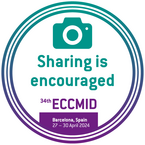 Sharing is
encouraged
34th ECCMID
Barcelona, Spain
27 – 30 April 2024